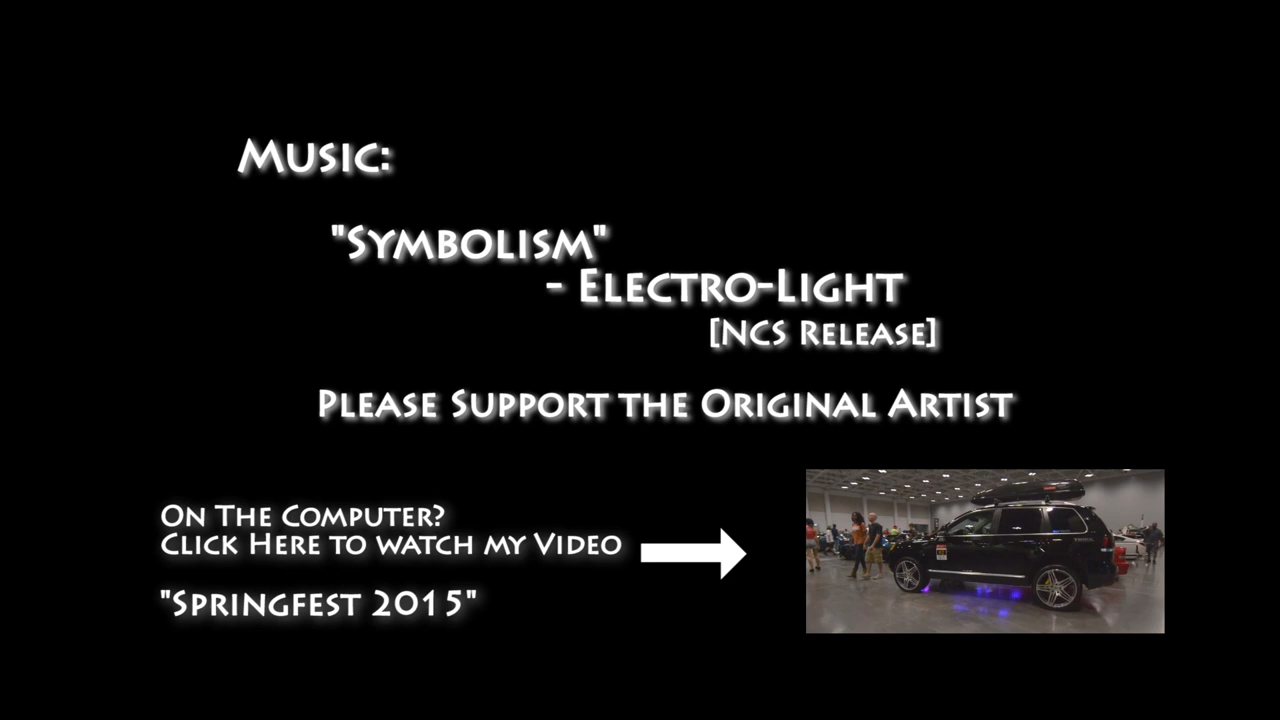 Music:
"Symbolism"
- Electro-Light
[NCS Release]
Please Support the Original Artist
On The Computer?
Click Here to watch my Video
"Springfest 2015"